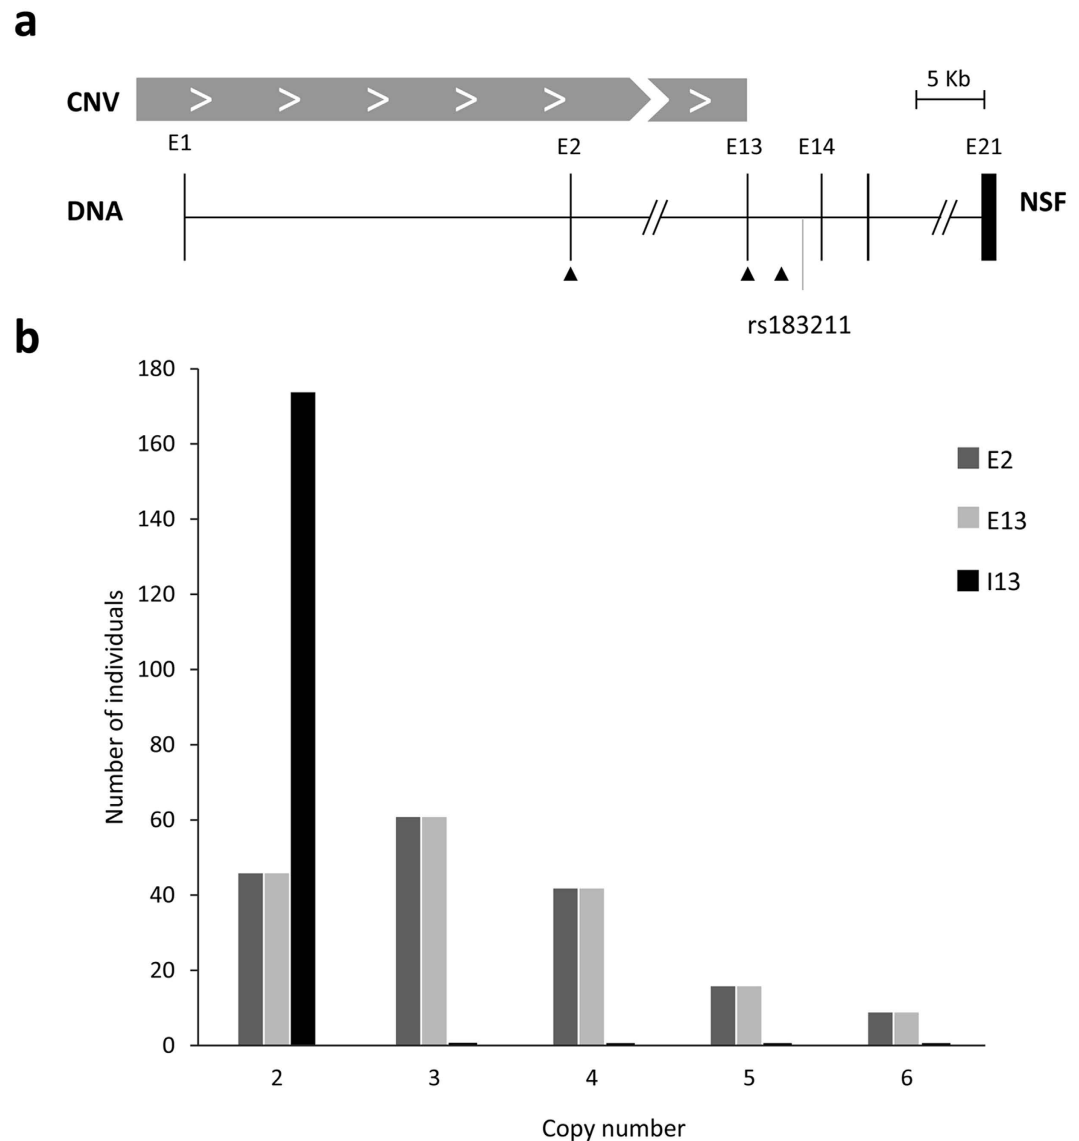 a
CNV
5 Kb
E1 E2 E13 E14 E21
DNA
NSF
rs183211
b
180
160
140
120
100
80
60
40
20
0
Number of individuals
E2
E13
I13
2 3 4 5 6
Copy number